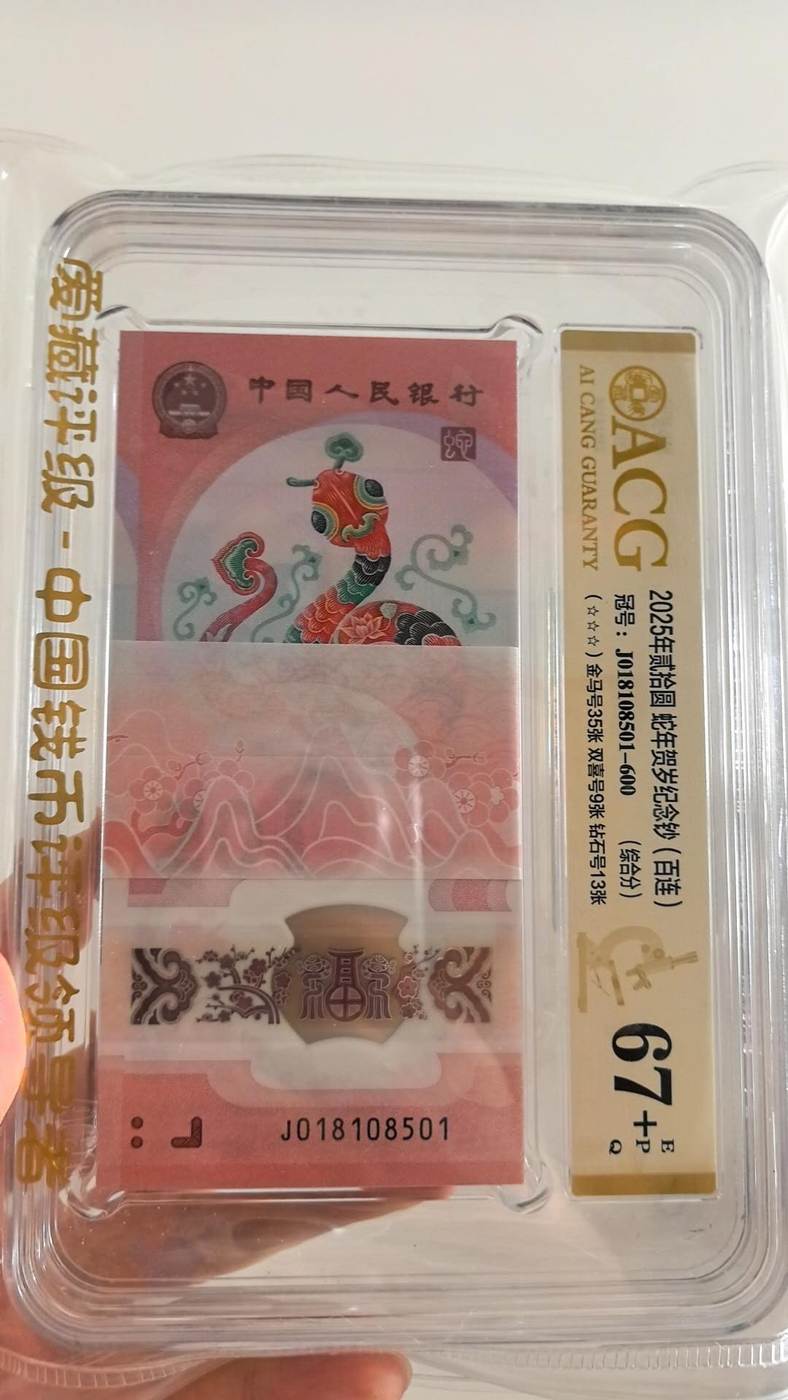 爱藏评级-中国钱币评级领导者
中国人民银行
J018108501
ACG
AI CANG GUARANTY
2025年贰拾圆 蛇年贺岁纪念钞（百连）
冠号：J018108501-600 （综合分）
（☆☆☆）金马号35张 双喜号9张 钻石号13张
67+
E
P
Q